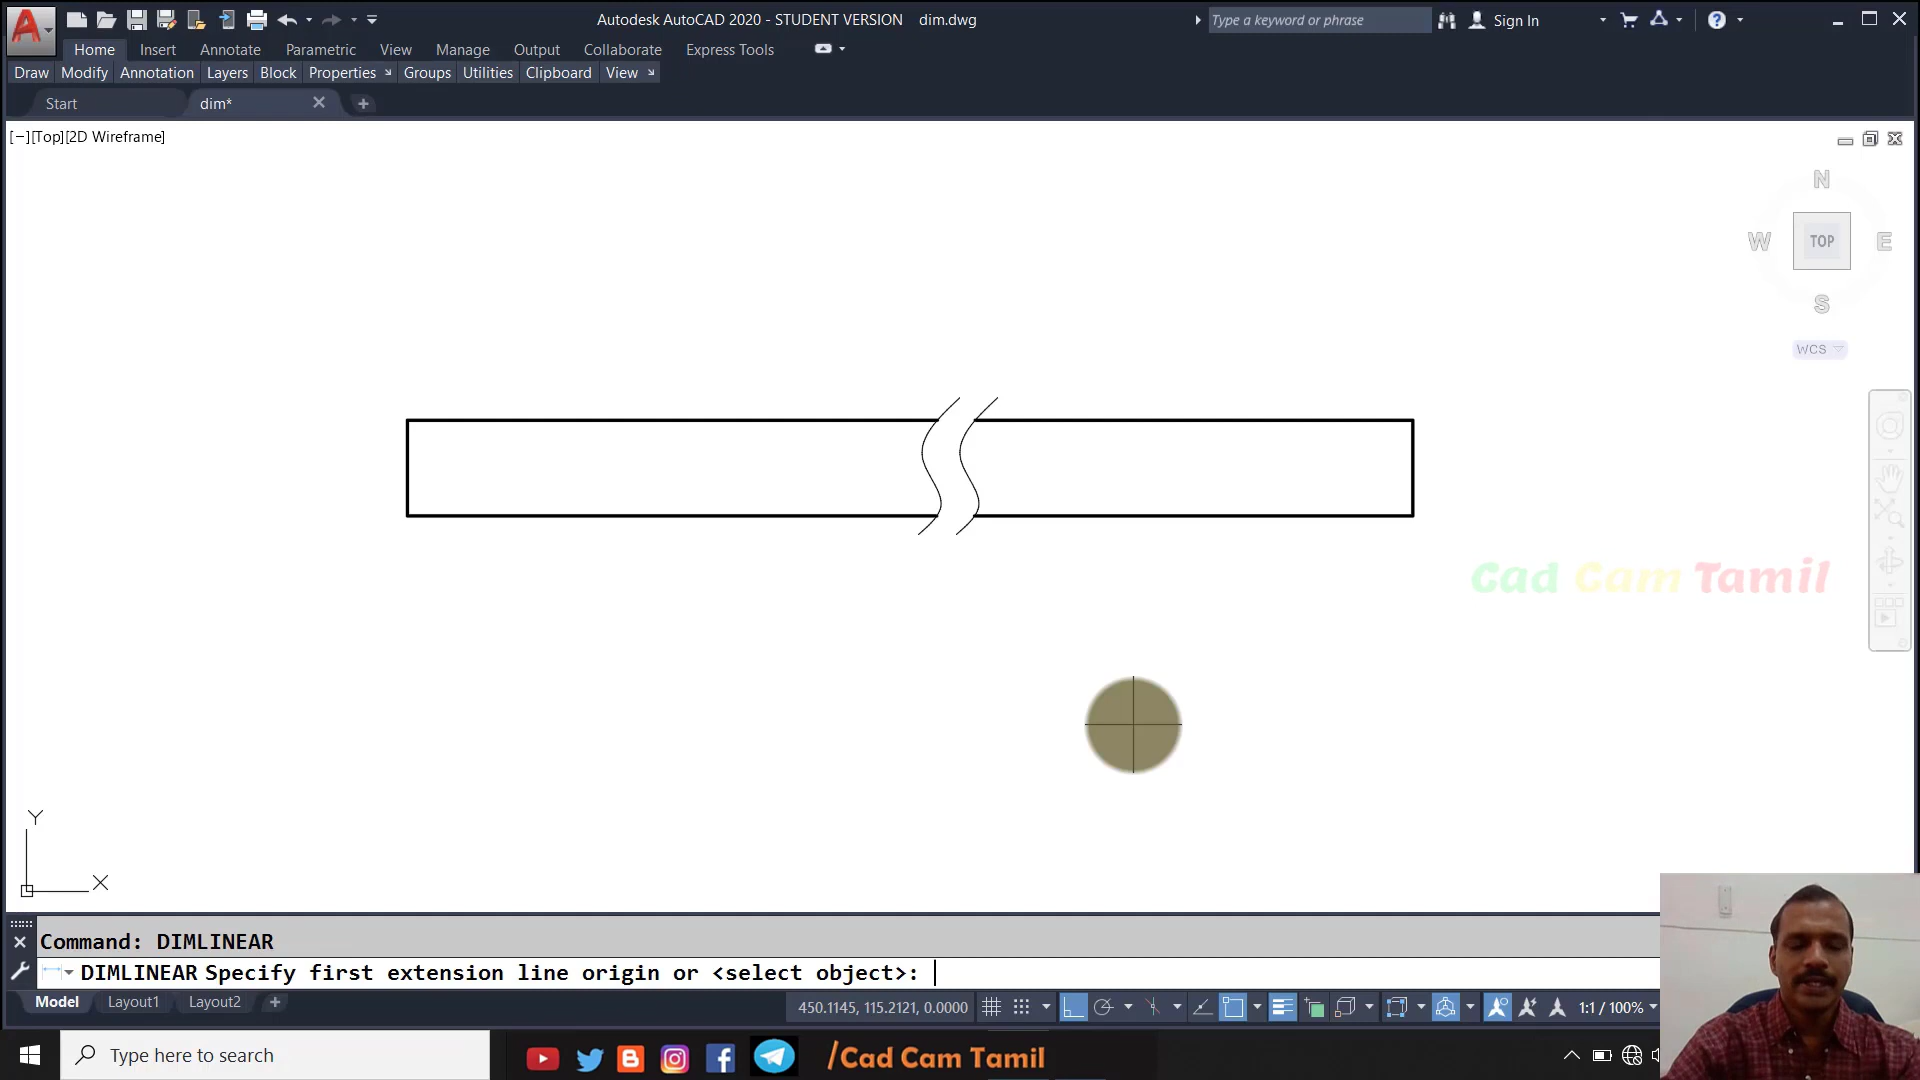 Autodesk AutoCAD 2020 - STUDENT VERSION dim.dwg
Type a keyword or phrase
Sign In
Home Insert Annotate Parametric View Manage Output Collaborate Express Tools
Draw Modify Annotation Layers Block Properties Groups Utilities Clipboard View
Start dim*
[−][Top][2D Wireframe]
N
W TOP E
S
WCS
Cad Cam Tamil
Y
X
Command: DIMLINEAR
DIMLINEAR Specify first extension line origin or <select object>:
Model Layout1 Layout2
450.1145, 115.2121, 0.0000
1:1 / 100%
Type here to search
/Cad Cam Tamil